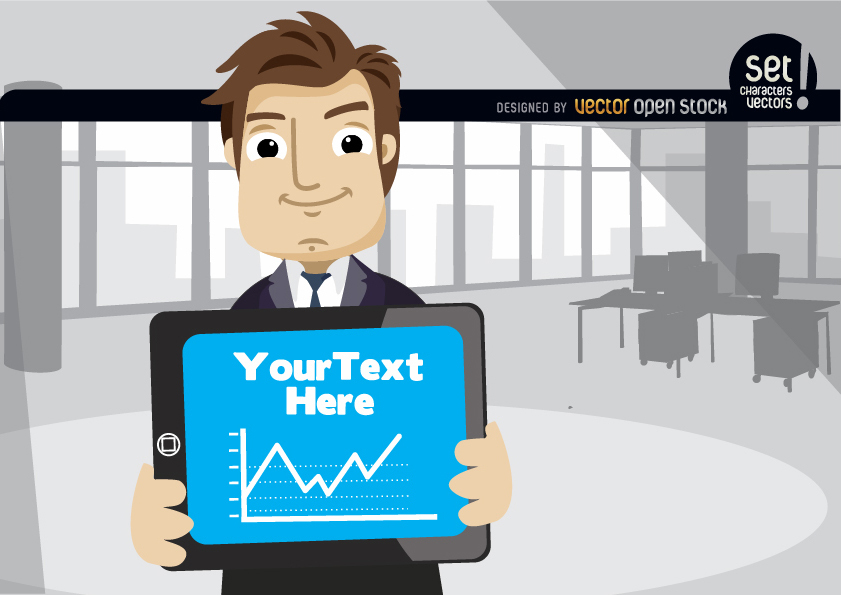 set
characters
vectors
!
DESIGNED BY vector open stock
YourText
Here